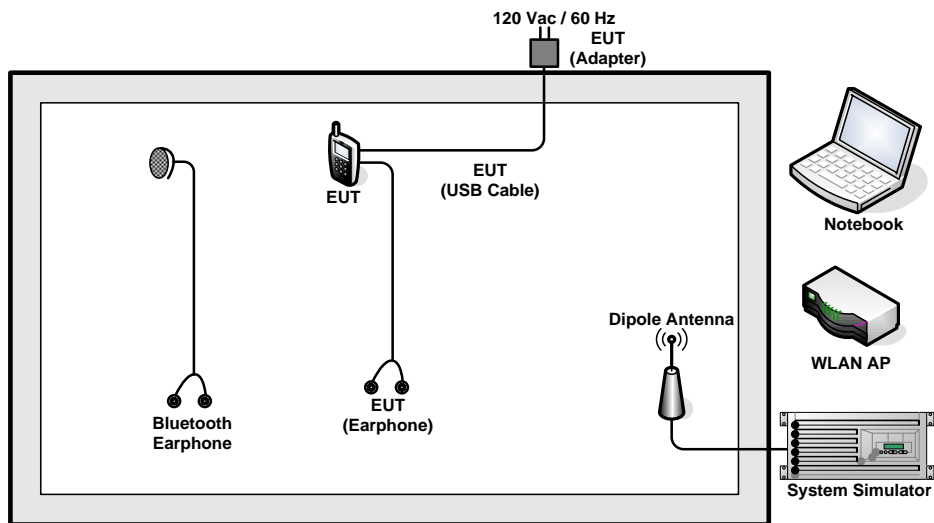 120 Vac / 60 Hz
EUT
(Adapter)
EUT
EUT
(USB Cable)
Notebook
Dipole Antenna
WLAN AP
Bluetooth
Earphone
EUT
(Earphone)
System Simulator